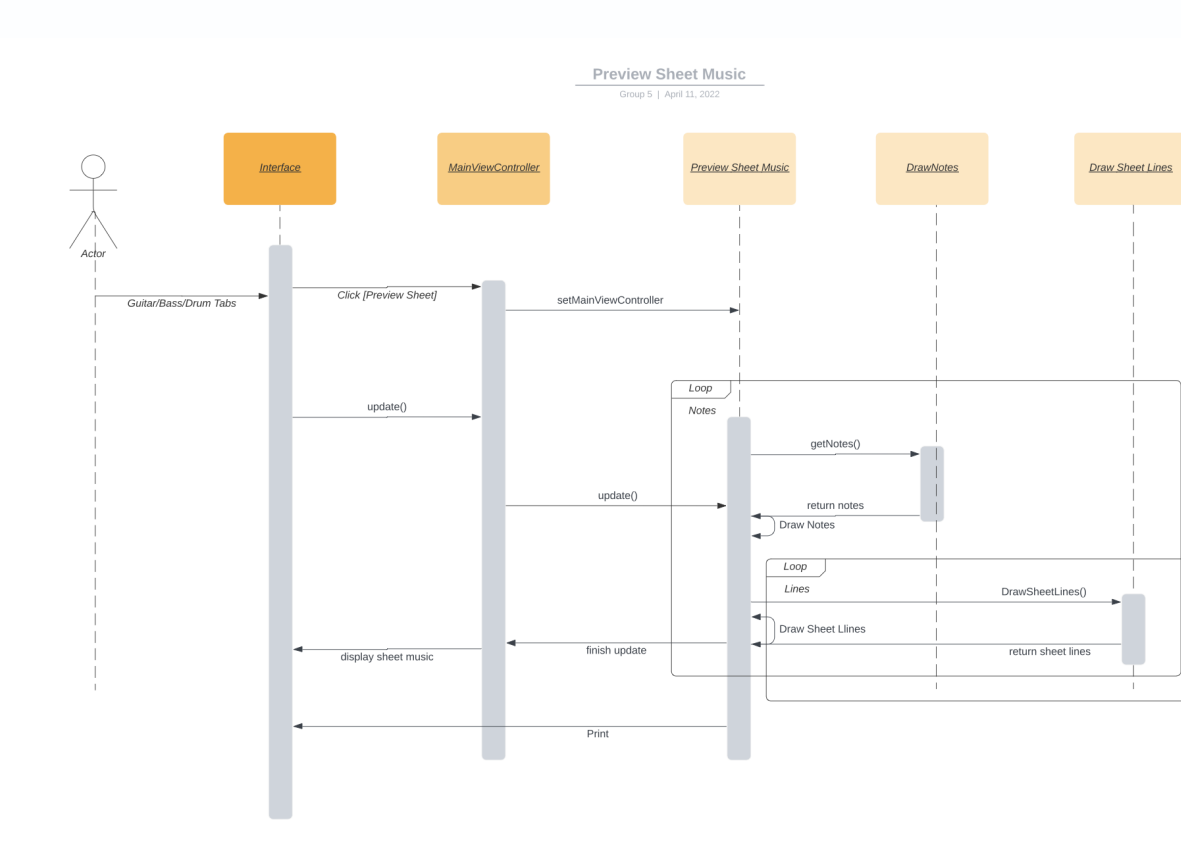 Preview Sheet Music
Group 5 | April 11, 2022
Interface
MainViewController
Preview Sheet Music
DrawNotes
Draw Sheet Lines
Actor
Guitar/Bass/Drum Tabs
Click [Preview Sheet]
setMainViewController
Loop
Notes
update()
getNotes()
update()
return notes
Draw Notes
Loop
Lines
DrawSheetLines()
Draw Sheet Llines
finish update
return sheet lines
display sheet music
Print